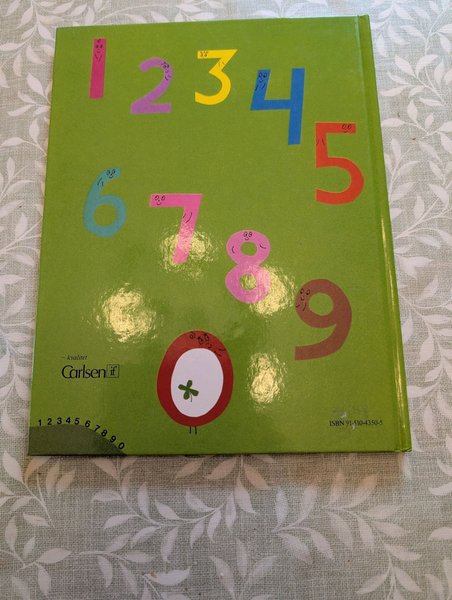 1 2 3 4
5
6 7 8
9
0
~ kvalitet
Carlsen if
1 2 3 4 5 6 7 8 9 0
ISBN 91-510-4350-5